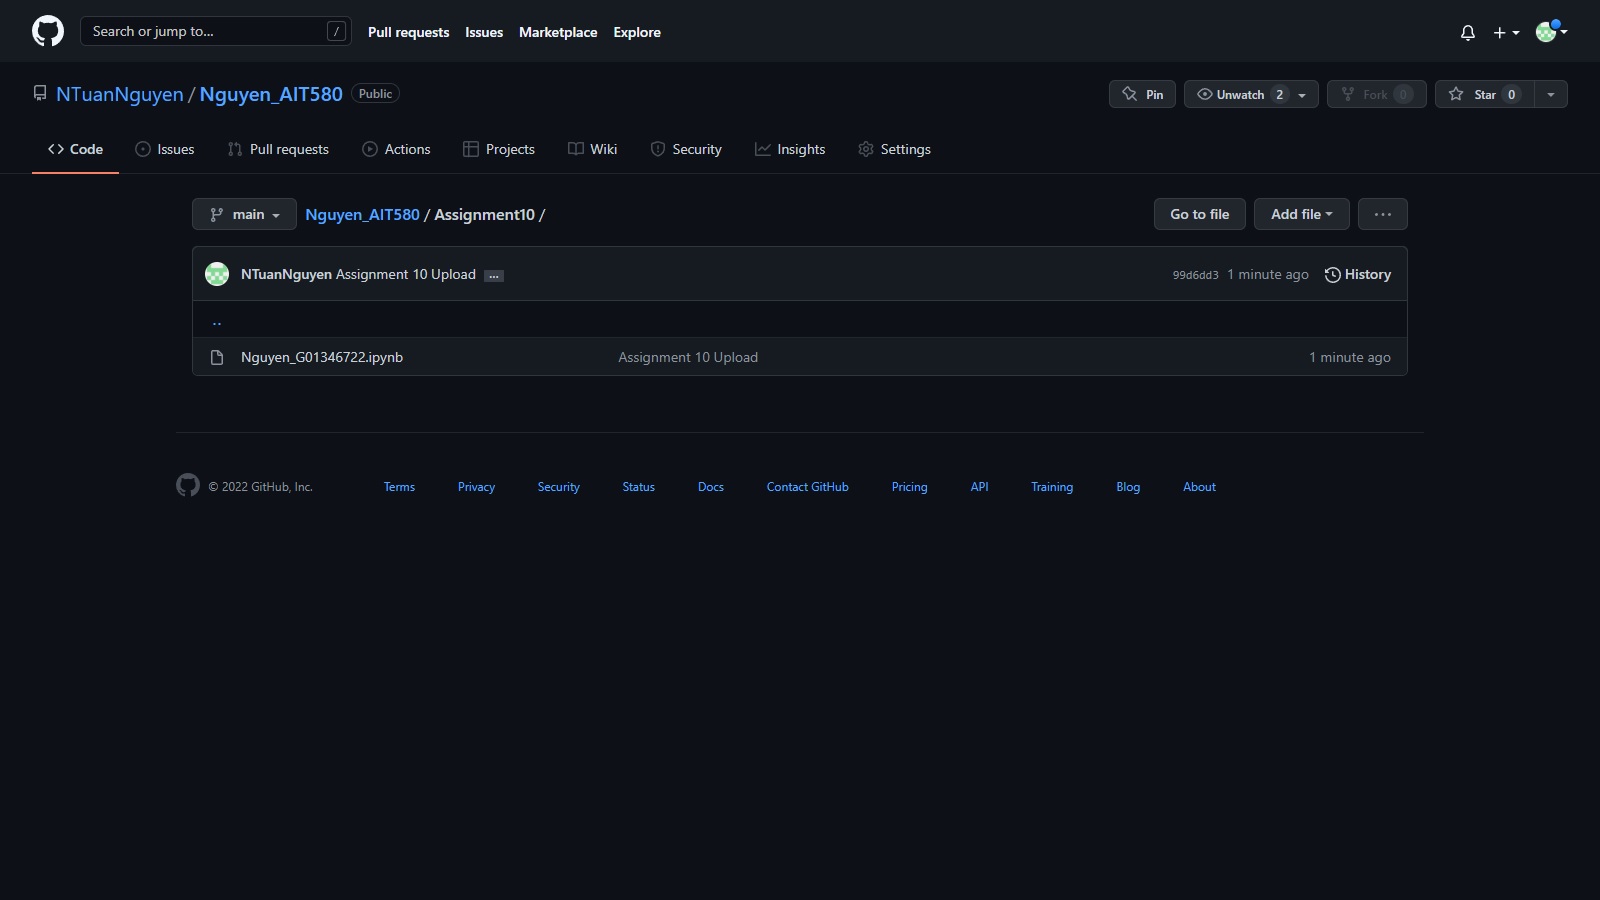 Search or jump to... /
Pull requests Issues Marketplace Explore
NTuanNguyen / Nguyen_AIT580 Public
Pin Unwatch 2 Fork 0 Star 0
Code Issues Pull requests Actions Projects Wiki Security Insights Settings
main Nguyen_AIT580 / Assignment10 / Go to file Add file ...
NTuanNguyen Assignment 10 Upload ... 99d6dd3 1 minute ago History
..
Nguyen_G01346722.ipynb Assignment 10 Upload 1 minute ago
© 2022 GitHub, Inc. Terms Privacy Security Status Docs Contact GitHub Pricing API Training Blog About